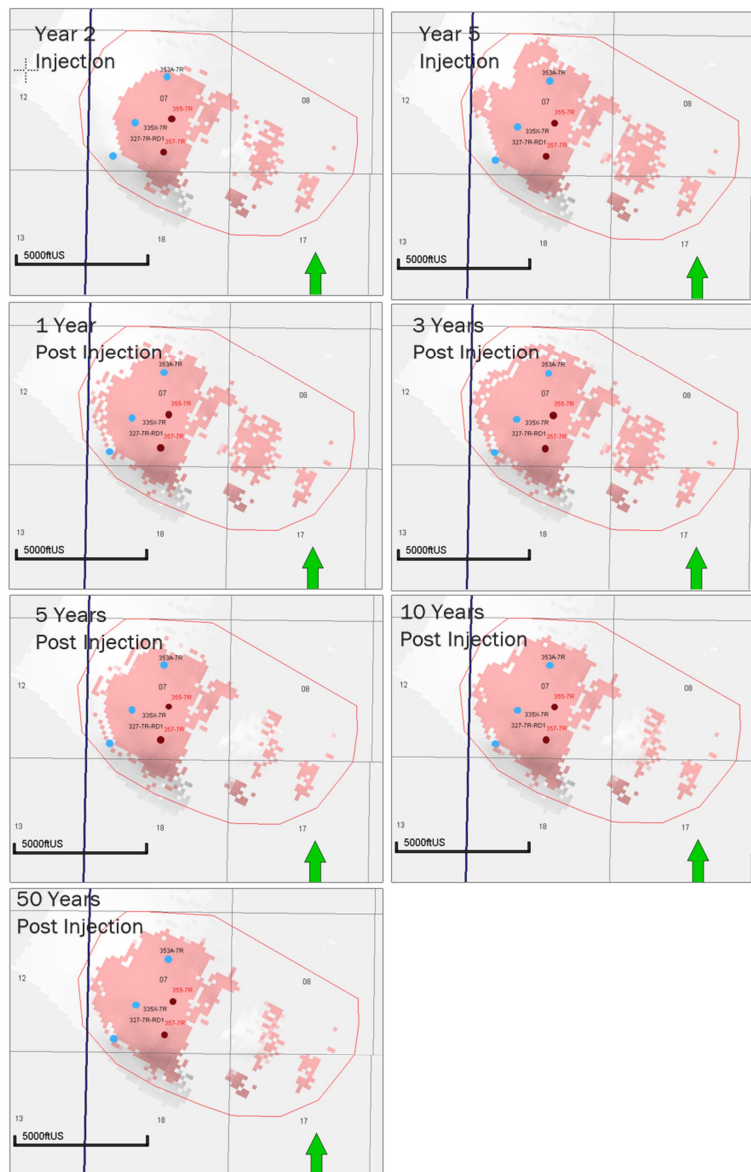 Year 2
Injection
353A-7R
12
07
08
355-7R
335X-7R
327-7R-RD1
357-7R
13
18
17
5000ftUS
Year 5
Injection
353A-7R
12
07
08
355-7R
335X-7R
327-7R-RD1
357-7R
13
18
17
5000ftUS
1 Year
Post Injection
353A-7R
12
07
08
355-7R
335X-7R
327-7R-RD1
357-7R
13
18
17
5000ftUS
3 Years
Post Injection
353A-7R
12
07
08
355-7R
335X-7R
327-7R-RD1
357-7R
13
18
17
5000ftUS
5 Years
Post Injection
353A-7R
12
07
08
355-7R
335X-7R
327-7R-RD1
357-7R
13
18
17
5000ftUS
10 Years
Post Injection
353A-7R
12
07
08
355-7R
335X-7R
327-7R-RD1
357-7R
13
18
17
5000ftUS
50 Years
Post Injection
353A-7R
12
07
08
355-7R
335X-7R
327-7R-RD1
357-7R
13
18
17
5000ftUS